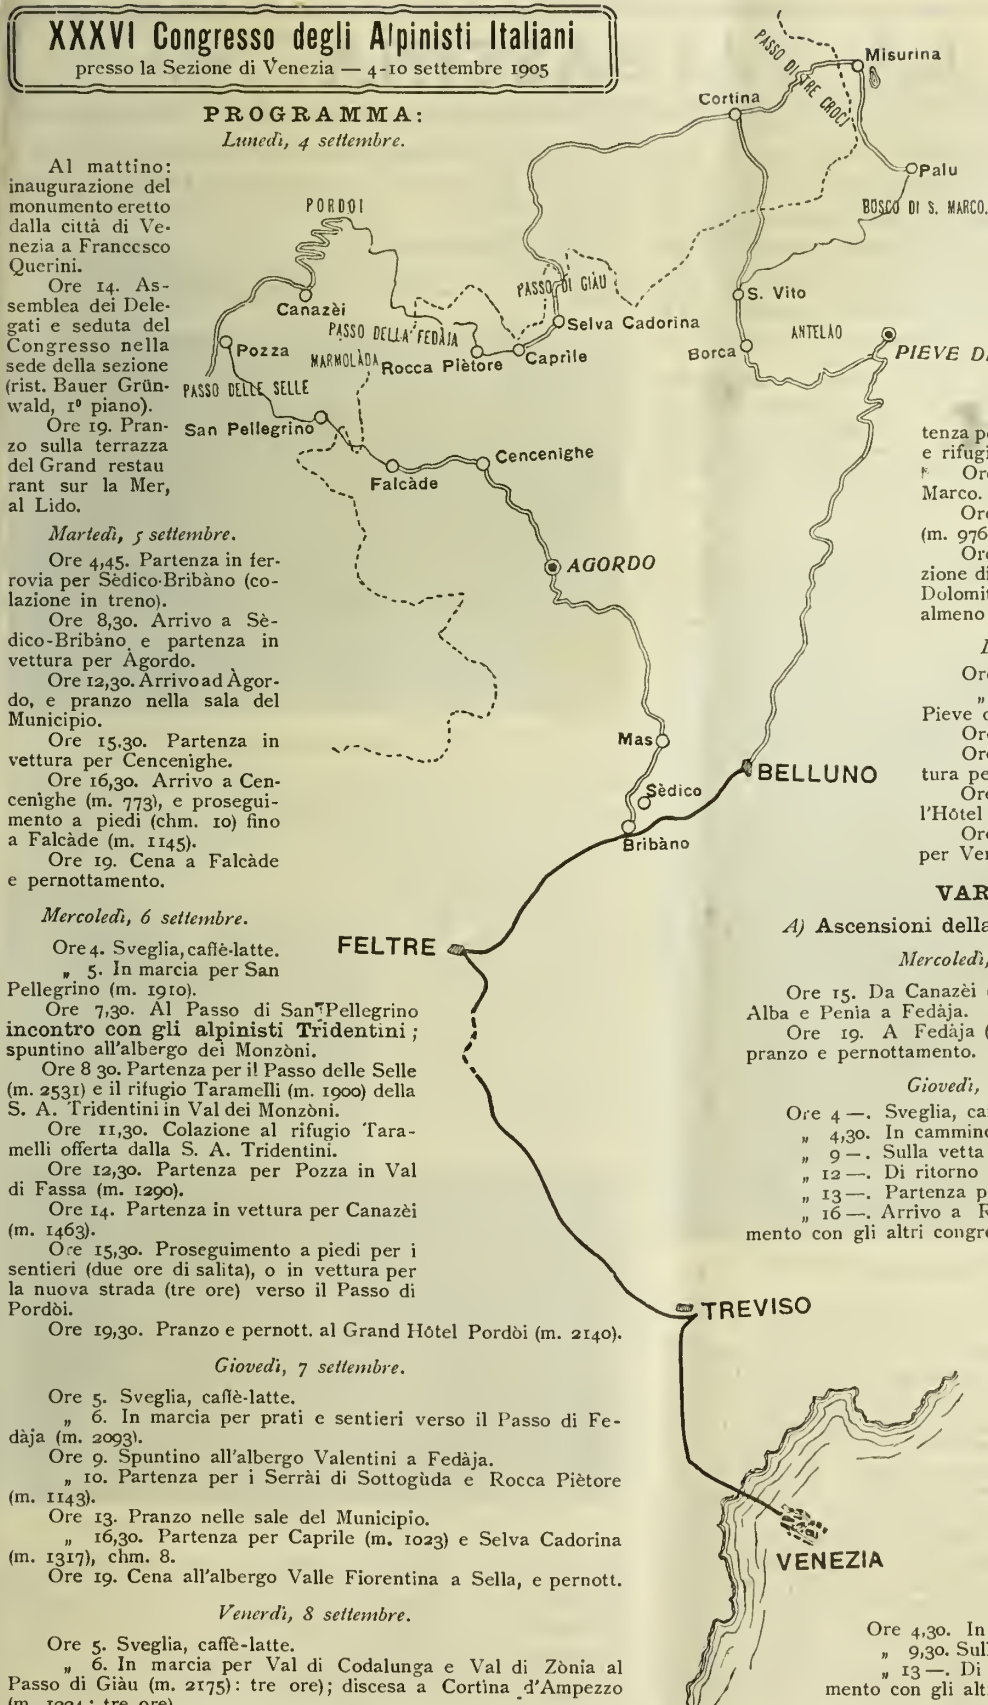 XXXVI Congresso degli Alpinisti Italiani
presso la Sezione di Venezia — 4-10 settembre 1905
PROGRAMMA:
Lunedì, 4 settembre.
Al mattino:
inaugurazione del
monumento eretto
dalla città di Ve-
nezia a Francesco
Querini.
Ore 14. As-
semblea dei Dele-
gati e seduta del
Congresso nella
sede della sezione
(rist. Bauer Grün-
wald, 1º piano).
Ore 19. Pran-
zo sulla terrazza
del Grand restau
rant sur la Mer,
al Lido.
Martedì, 5 settembre.
Ore 4,45. Partenza in fer-
rovia per Sèdico-Bribàno (co-
lazione in treno).
Ore 8,30. Arrivo a Sè-
dico-Bribàno e partenza in
vettura per Àgordo.
Ore 12,30. Arrivo ad Àgor-
do, e pranzo nella sala del
Municipio.
Ore 15,30. Partenza in
vettura per Cencenighe.
Ore 16,30. Arrivo a Cen-
cenighe (m. 773), e prosegui-
mento a piedi (chm. 10) fino
a Falcàde (m. 1145).
Ore 19. Cena a Falcàde
e pernottamento.
Mercoledì, 6 settembre.
Ore 4. Sveglia, caffè-latte.
„ 5. In marcia per San
Pellegrino (m. 1910).
Ore 7,30. Al Passo di San Pellegrino
incontro con gli alpinisti Tridentini;
spuntino all'albergo dei Monzòni.
Ore 8 30. Partenza per il Passo delle Selle
(m. 2531) e il rifugio Taramelli (m. 1900) della
S. A. Tridentini in Val dei Monzòni.
Ore 11,30. Colazione al rifugio Tara-
melli offerta dalla S. A. Tridentini.
Ore 12,30. Partenza per Pozza in Val
di Fassa (m. 1290).
Ore 14. Partenza in vettura per Canazèi
(m. 1463).
Ore 15,30. Proseguimento a piedi per i
sentieri (due ore di salita), o in vettura per
la nuova strada (tre ore) verso il Passo di
Pordòi.
Ore 19,30. Pranzo e pernott. al Grand Hôtel Pordòi (m. 2140).
Giovedì, 7 settembre.
Ore 5. Sveglia, caffè-latte.
„ 6. In marcia per prati e sentieri verso il Passo di Fe-
dàja (m. 2093).
Ore 9. Spuntino all'albergo Valentini a Fedàja.
„ 10. Partenza per i Serrài di Sottogùda e Rocca Piètore
(m. 1143).
Ore 13. Pranzo nelle sale del Municipio.
„ 16,30. Partenza per Caprile (m. 1023) e Selva Cadorina
(m. 1317), chm. 8.
Ore 19. Cena all'albergo Valle Fiorentina a Sella, e pernott.
Venerdì, 8 settembre.
Ore 5. Sveglia, caffè-latte.
„ 6. In marcia per Val di Codalunga e Val di Zònia al
Passo di Giàu (m. 2175): tre ore); discesa a Cortina d'Ampezzo
PASSO DI TRE CROCI
Misurina
Cortina
Palu
BOSCO DI S. MARCO.
PORDOI
PASSO DI GIÀU
S. Vito
Canazèi
PASSO DELLA FEDÀJA
Selva Cadorina
ANTELÀO
Pozza
MARMOLÀDA
Rocca Piètore
Caprile
Borca
PIEVE D
PASSO DELLE SELLE
San Pellegrino
Cencenighe
Falcàde
AGORDO
Mas
BELLUNO
Sèdico
Bribàno
FELTRE
TREVISO
VENEZIA
tenza p
e rifugi
Or
Marco.
Or
(m. 976
Or
zione di
Dolomit
almeno
Or
„
Pieve d
Or
Or
tura pe
Or
l'Hôtel
Or
per Ver
VAR
A) Ascensioni della
Mercoledì,
Ore 15. Da Canazèi
Alba e Penìa a Fedàja.
Ore 19. A Fedàja (
pranzo e pernottamento.
Giovedì,
Ore 4 —. Sveglia, ca
„ 4,30. In cammino
„ 9 —. Sulla vetta
„ 12 —. Di ritorno
„ 13 —. Partenza p
„ 16 —. Arrivo a R
mento con gli altri congre
Ore 4,30. In
„ 9,30. Sul
„ 13 —. Di
mento con gli alt